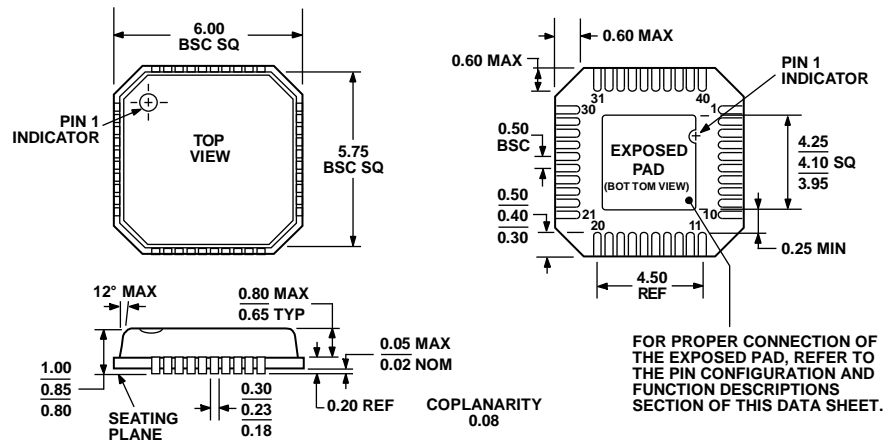 6.00
BSC SQ
PIN 1
INDICATOR
TOP
VIEW
5.75
BSC SQ
0.60 MAX
0.60 MAX
PIN 1
INDICATOR
31
40
30
1
0.50
BSC
EXPOSED
PAD
(BOT TOM VIEW)
4.25
4.10 SQ
3.95
0.50
0.40
0.30
21
20
11
10
0.25 MIN
4.50
REF
12° MAX
0.80 MAX
0.65 TYP
0.05 MAX
0.02 NOM
1.00
0.85
0.80
SEATING
PLANE
0.30
0.23
0.18
0.20 REF
COPLANARITY
0.08
FOR PROPER CONNECTION OF
THE EXPOSED PAD, REFER TO
THE PIN CONFIGURATION AND
FUNCTION DESCRIPTIONS
SECTION OF THIS DATA SHEET.